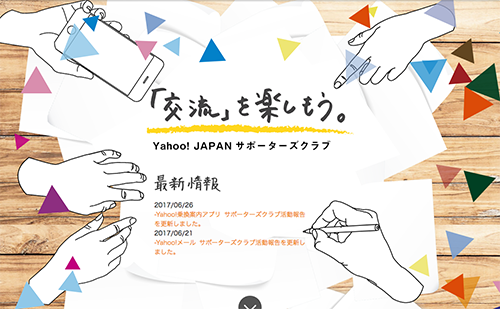 「交流」を楽しもう。
Yahoo! JAPAN サポーターズクラブ
最新情報
2017/06/26
-Yahoo!乗換案内アプリ サポーターズクラブ活動報告
を更新しました。
2017/06/21
-Yahoo!メール サポーターズクラブ活動報告を更新し
ました。